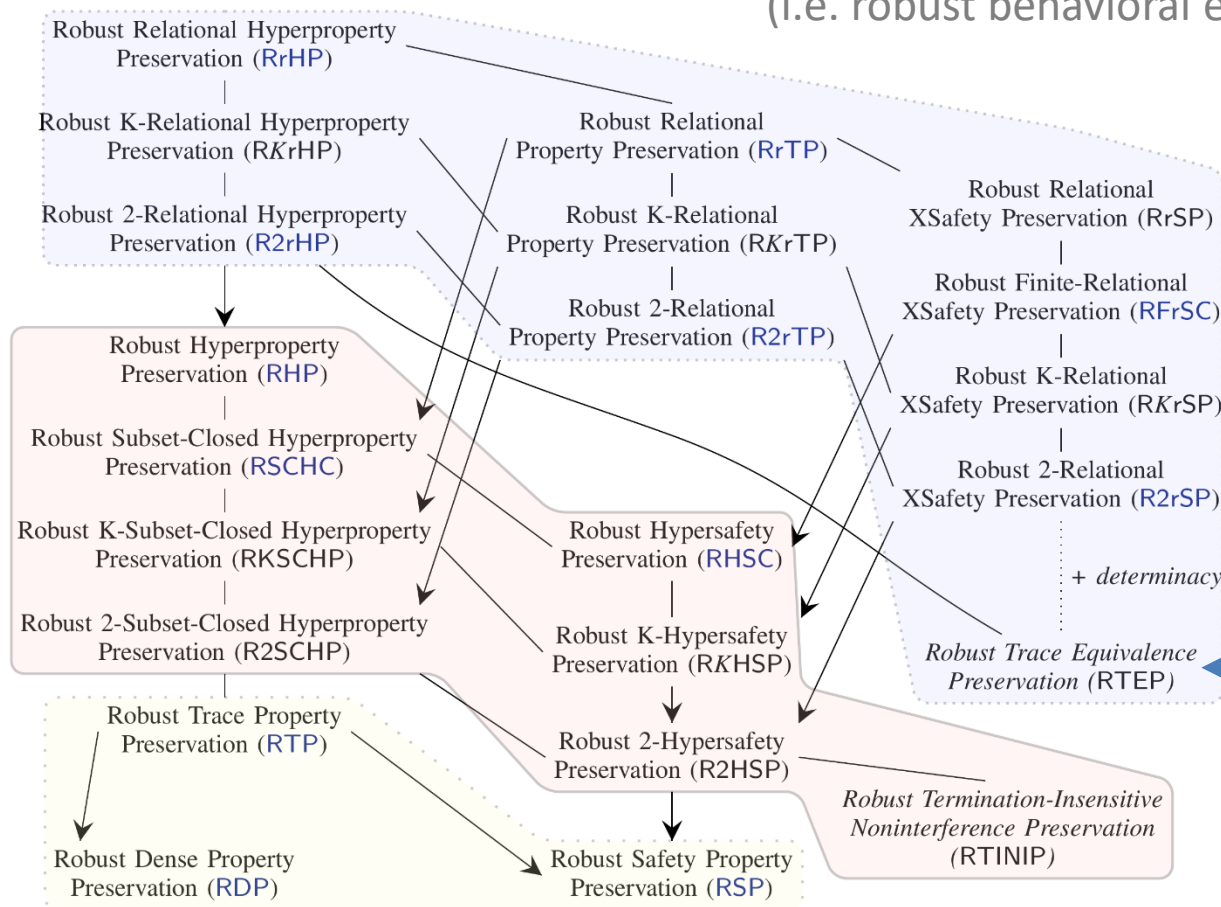 (i.e. robust behavioral e
Robust Relational Hyperproperty
Preservation (RrHP)
Robust K-Relational Hyperproperty
Preservation (RKrHP)
Robust 2-Relational Hyperproperty
Preservation (R2rHP)
Robust Relational
Property Preservation (RrTP)
Robust K-Relational
Property Preservation (RKrTP)
Robust 2-Relational
Property Preservation (R2rTP)
Robust Relational
XSafety Preservation (RrSP)
Robust Finite-Relational
XSafety Preservation (RFrSC)
Robust K-Relational
XSafety Preservation (RKrSP)
Robust 2-Relational
XSafety Preservation (R2rSP)
+ determinacy
Robust Trace Equivalence
Preservation (RTEP)
Robust Hyperproperty
Preservation (RHP)
Robust Subset-Closed Hyperproperty
Preservation (RSCHC)
Robust K-Subset-Closed Hyperproperty
Preservation (RKSCHP)
Robust 2-Subset-Closed Hyperproperty
Preservation (R2SCHP)
Robust Hypersafety
Preservation (RHSC)
Robust K-Hypersafety
Preservation (RKHSP)
Robust 2-Hypersafety
Preservation (R2HSP)
Robust Termination-Insensitive
Noninterference Preservation
(RTINIP)
Robust Trace Property
Preservation (RTP)
Robust Dense Property
Preservation (RDP)
Robust Safety Property
Preservation (RSP)